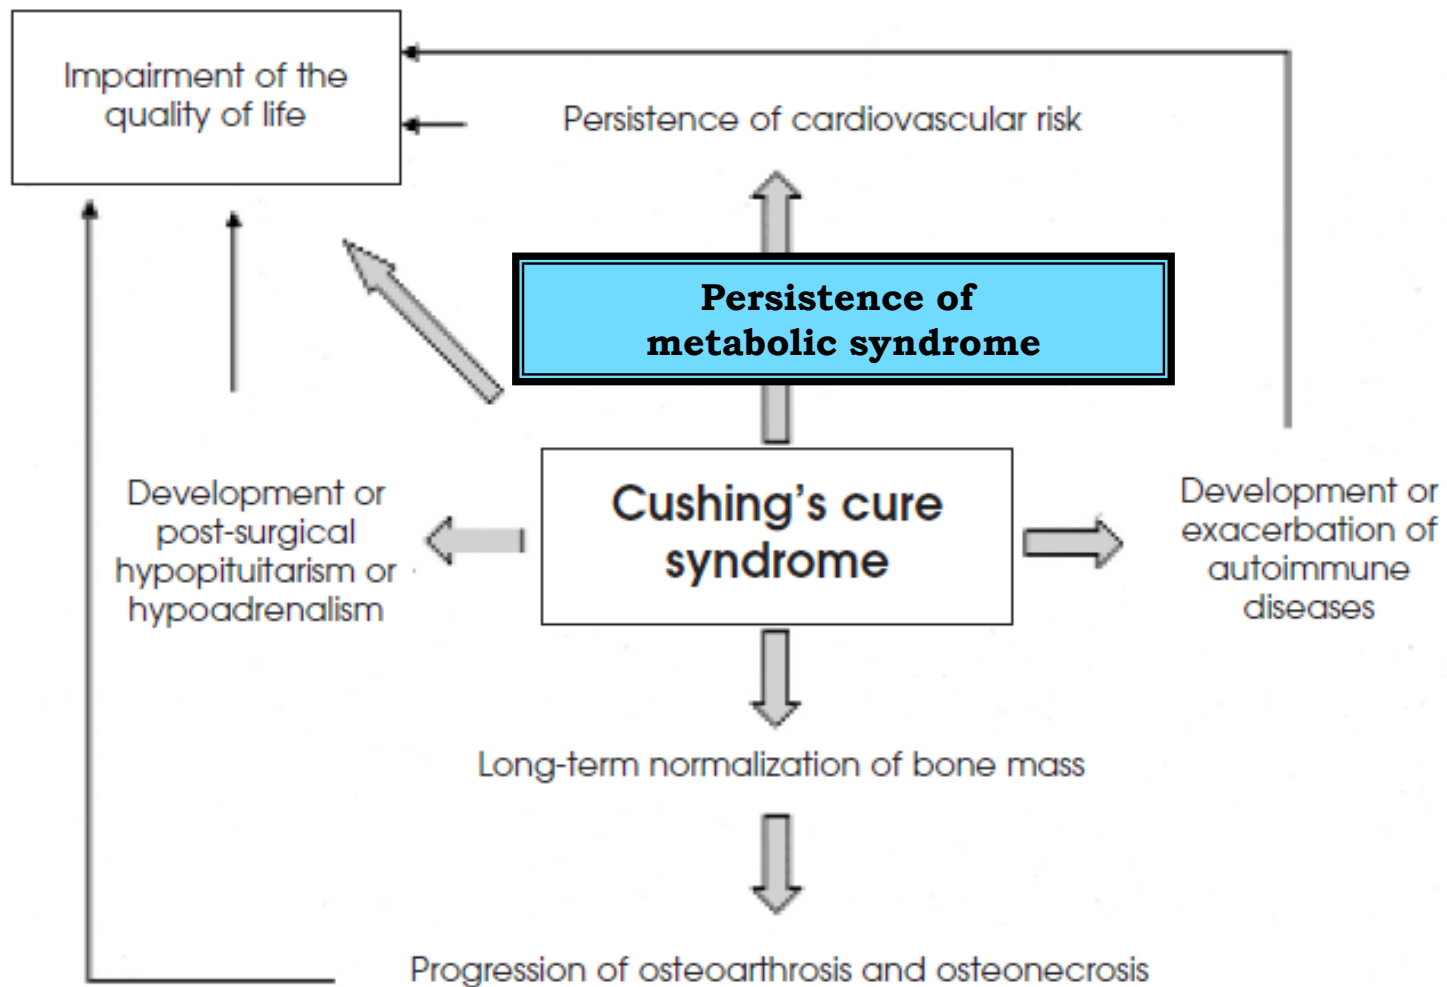 Impairment of the
quality of life
Persistence of cardiovascular risk
Persistence of
metabolic syndrome
Cushing's cure
syndrome
Development or
post-surgical
hypopituitarism or
hypoadrenalism
Development or
exacerbation of
autoimmune
diseases
Long-term normalization of bone mass
Progression of osteoarthrosis and osteonecrosis